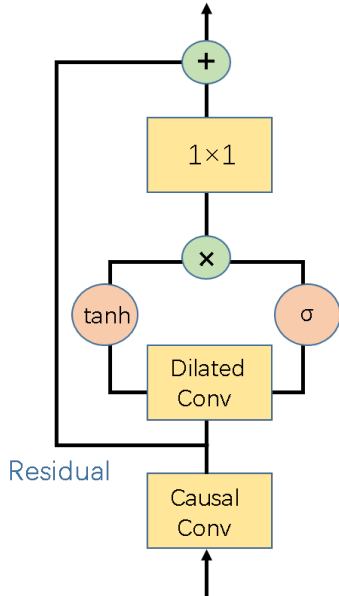 +
1×1
×
tanh
σ
Dilated
Conv
Residual
Causal
Conv